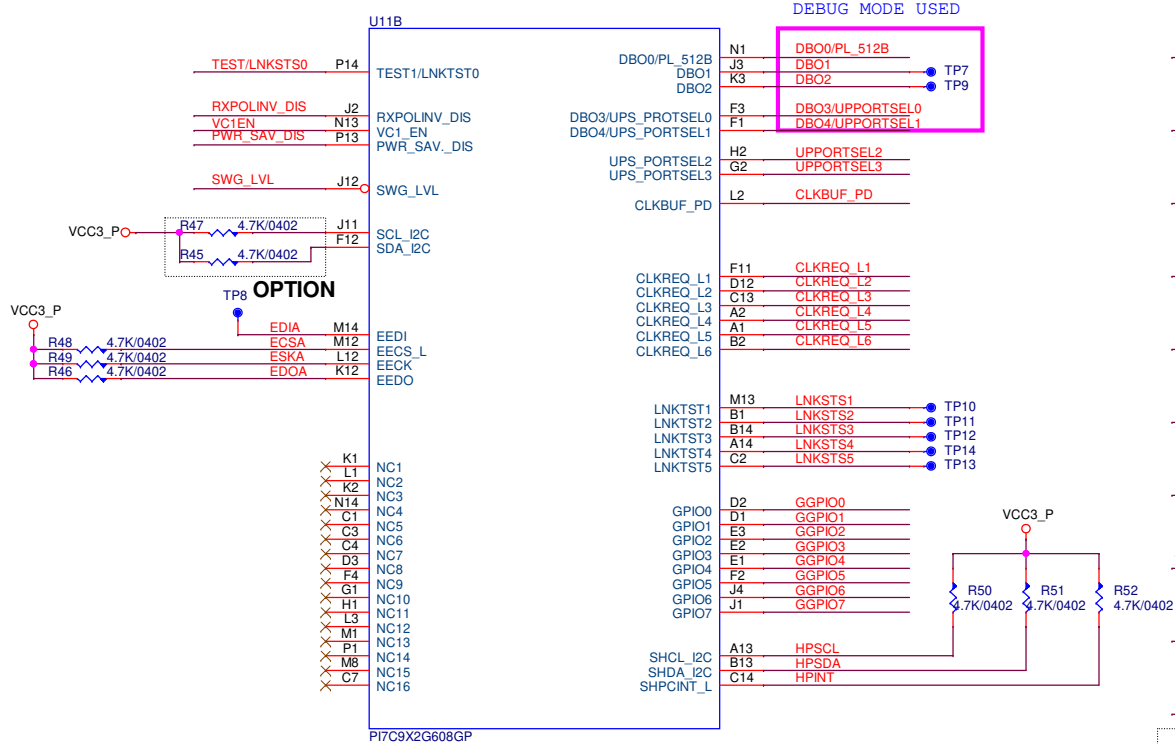 DEBUG MODE USED
U11B
TEST/LNKSTS0 P14 TEST1/LNKTST0
RXPOLINV_DIS J2 RXPOLINV_DIS
VC1EN N13 VC1_EN
PWR_SAV_DIS P13 PWR_SAV._DIS
SWG_LVL J12 SWG_LVL
VCC3_P R47 4.7K/0402 J11 SCL_I2C
R45 4.7K/0402 F12 SDA_I2C
OPTION
TP8
VCC3_P
EDIA M14 EEDI
R48 4.7K/0402 ECSA M12 EECS_L
R49 4.7K/0402 ESKA L12 EECK
R46 4.7K/0402 EDOA K12 EEDO
K1 NC1
L1 NC2
K2 NC3
N14 NC4
C1 NC5
C3 NC6
C4 NC7
D3 NC8
F4 NC9
G1 NC10
H1 NC11
L3 NC12
M1 NC13
P1 NC14
M8 NC15
C7 NC16
DBO0/PL_512B N1 DBO0/PL_512B
DBO1 J3 DBO1 TP7
DBO2 K3 DBO2 TP9
DBO3/UPS_PROTSEL0 F3 DBO3/UPPORTSEL0
DBO4/UPS_PORTSEL1 F1 DBO4/UPPORTSEL1
UPS_PORTSEL2 H2 UPPORTSEL2
UPS_PORTSEL3 G2 UPPORTSEL3
CLKBUF_PD L2 CLKBUF_PD
CLKREQ_L1 F11 CLKREQ_L1
CLKREQ_L2 D12 CLKREQ_L2
CLKREQ_L3 C13 CLKREQ_L3
CLKREQ_L4 A2 CLKREQ_L4
CLKREQ_L5 A1 CLKREQ_L5
CLKREQ_L6 B2 CLKREQ_L6
LNKTST1 M13 LNKSTS1 TP10
LNKTST2 B1 LNKSTS2 TP11
LNKTST3 B14 LNKSTS3 TP12
LNKTST4 A14 LNKSTS4 TP14
LNKTST5 C2 LNKSTS5 TP13
GPIO0 D2 GGPIO0
GPIO1 D1 GGPIO1
GPIO2 E3 GGPIO2
GPIO3 E2 GGPIO3
GPIO4 E1 GGPIO4
GPIO5 F2 GGPIO5
GPIO6 J4 GGPIO6
GPIO7 J1 GGPIO7
VCC3_P
R50 R51 R52
4.7K/0402 4.7K/0402 4.7K/0402
SHCL_I2C A13 HPSCL
SHDA_I2C B13 HPSDA
SHPCINT_L C14 HPINT
PI7C9X2G608GP